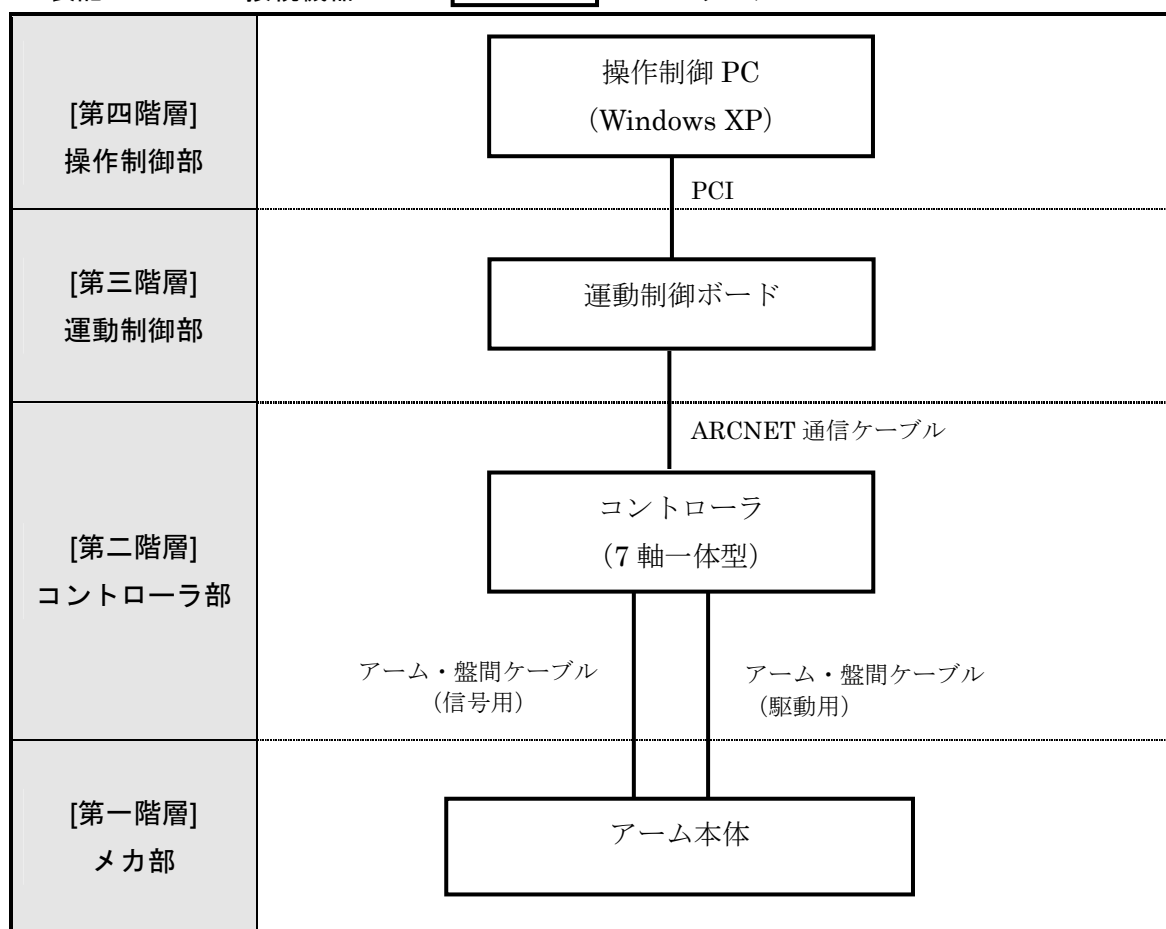 [第四階層]
操作制御部
操作制御 PC
(Windows XP)
PCI
[第三階層]
運動制御部
運動制御ボード
ARCNET 通信ケーブル
[第二階層]
コントローラ部
コントローラ
(7 軸一体型)
アーム・盤間ケーブル
(信号用)
アーム・盤間ケーブル
(駆動用)
[第一階層]
メカ部
アーム本体